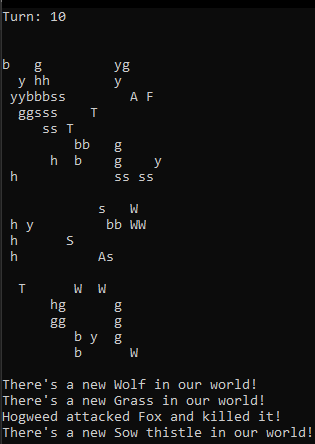 Turn: 10
b   g         yg
  y hh        y
 yybbbss        A F
  ggsss    T
     ss T
         bb   g
      h  b    g    y
 h            ss ss
            s   W
 h y         bb WW
 h      S
 h          As
  T      W  W
      hg      g
      gg      g
         b y  g
         b      W
There's a new Wolf in our world!
There's a new Grass in our world!
Hogweed attacked Fox and killed it!
There's a new Sow thistle in our world!